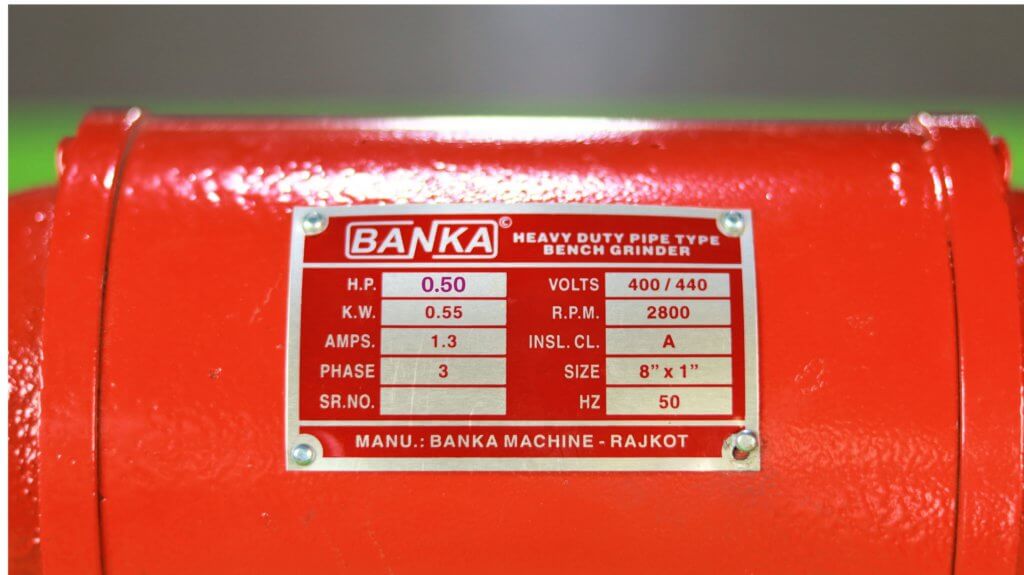 BANKA © HEAVY DUTY PIPE TYPE
BENCH GRINDER
H.P. 0.50 VOLTS 400 / 440
K.W. 0.55 R.P.M. 2800
AMPS. 1.3 INSL. CL. A
PHASE 3 SIZE 8” x 1”
SR.NO. HZ 50
MANU.: BANKA MACHINE - RAJKOT